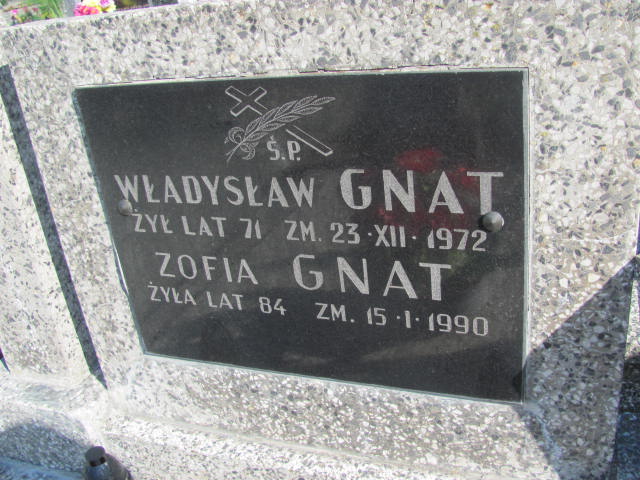 Ś.P.
WŁADYSŁAW GNAT
ŻYŁ LAT 71 ZM. 23·XII·1972
ZOFIA GNAT
ŻYŁA LAT 84 ZM. 15·I·1990